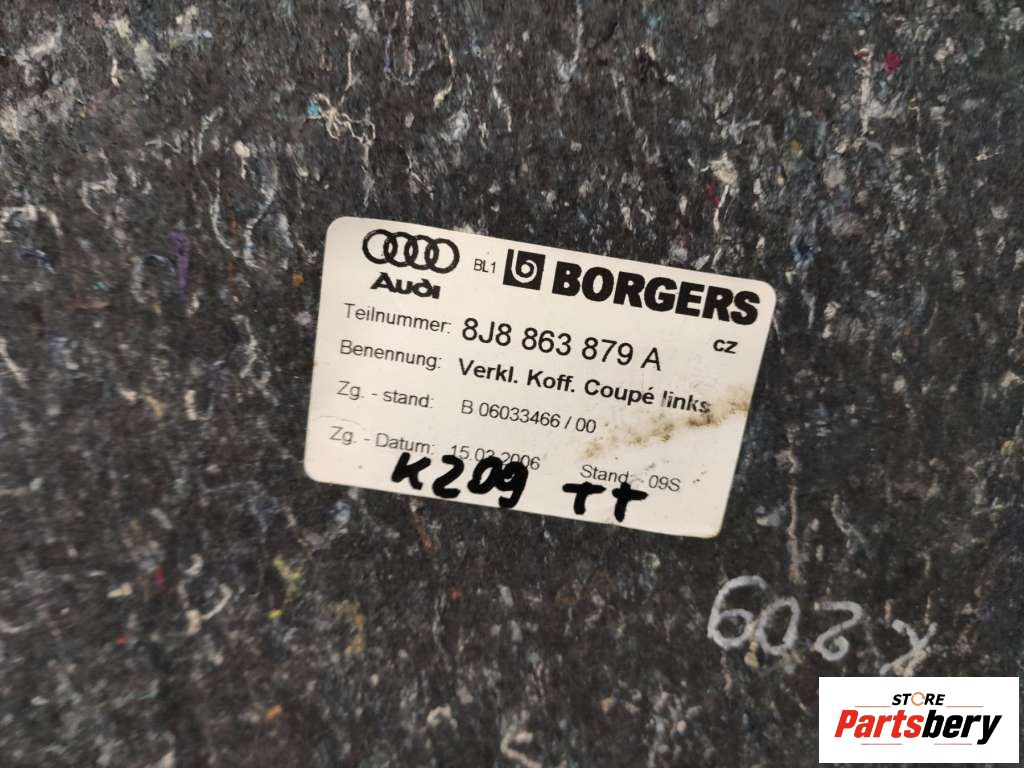 Audi
BL1 BORGERS
CZ
Teilnummer: 8J8 863 879 A
Benennung: Verkl. Koff. Coupé links
Zg. - stand: B 06033466 / 00
Zg. - Datum: 15.02.2006 Stand: 09S
K209 TT
K209
STORE
Partsbery